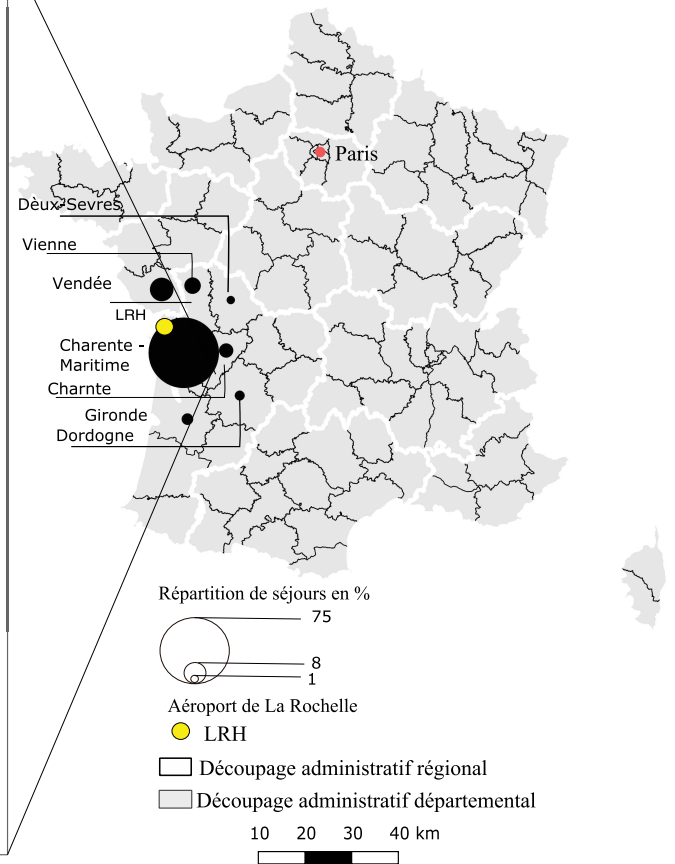 Paris
Dèux-Sevres
Vienne
Vendée
LRH
Charente -
Maritime
Charnte
Gironde
Dordogne
Répartition de séjours en %
75
8
1
Aéroport de La Rochelle
LRH
Découpage administratif régional
Découpage administratif départemental
10 20 30 40 km